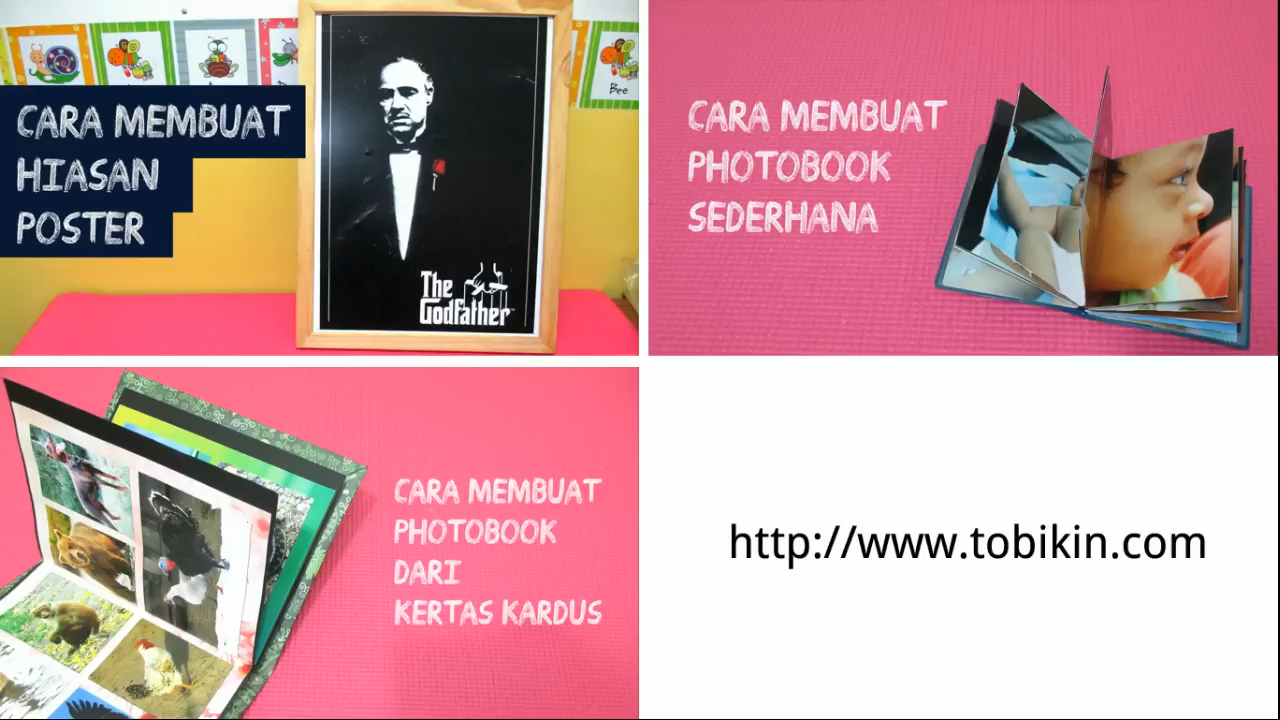 CARA MEMBUAT
HIASAN
POSTER
Bee
The
Godfather
CARA MEMBUAT
PHOTOBOOK
SEDERHANA
CARA MEMBUAT
PHOTOBOOK
DARI
KERTAS KARDUS
http://www.tobikin.com